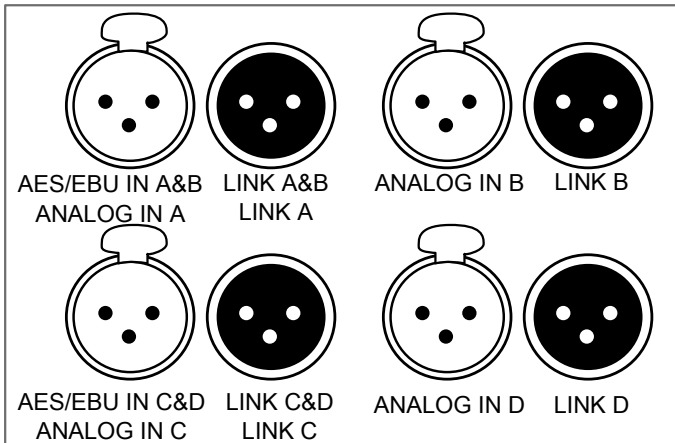 AES/EBU IN A&B LINK A&B ANALOG IN B LINK B
ANALOG IN A LINK A
AES/EBU IN C&D LINK C&D ANALOG IN D LINK D
ANALOG IN C LINK C